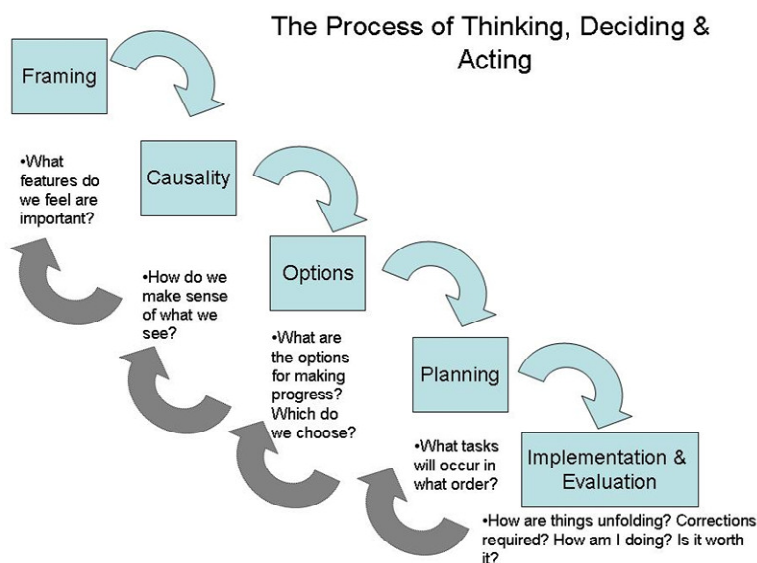 The Process of Thinking, Deciding &
Acting
Framing
•What
features do
we feel are
important?
Causality
•How do we
make sense
of what we
see?
Options
•What are
the options
for making
progress?
Which do
we choose?
Planning
•What tasks
will occur in
what order?
Implementation &
Evaluation
•How are things unfolding? Corrections
required? How am I doing? Is it worth
it?